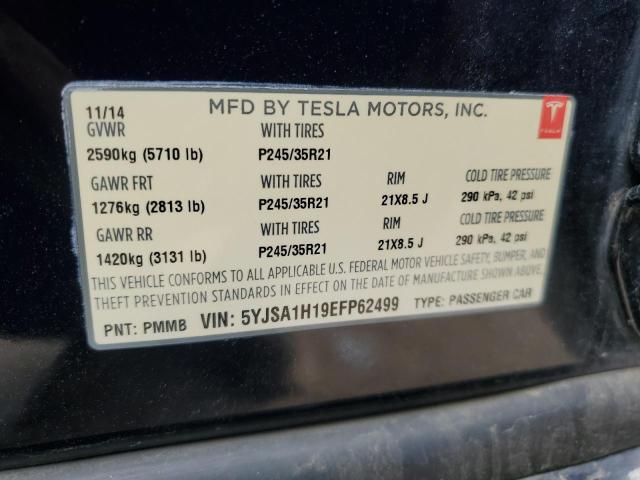 11/14 MFD BY TESLA MOTORS, INC.
GVWR WITH TIRES
2590kg (5710 lb) P245/35R21
GAWR FRT WITH TIRES RIM COLD TIRE PRESSURE
1276kg (2813 lb) P245/35R21 21X8.5 J 290 kPa, 42 psi
GAWR RR WITH TIRES RIM COLD TIRE PRESSURE
1420kg (3131 lb) P245/35R21 21X8.5 J 290 kPa, 42 psi
THIS VEHICLE CONFORMS TO ALL APPLICABLE U.S. FEDERAL MOTOR VEHICLE SAFETY, BUMPER, AND
THEFT PREVENTION STANDARDS IN EFFECT ON THE DATE OF MANUFACTURE SHOWN ABOVE.
PNT: PMMB VIN: 5YJSA1H19EFP62499 TYPE: PASSENGER CAR
TESLA